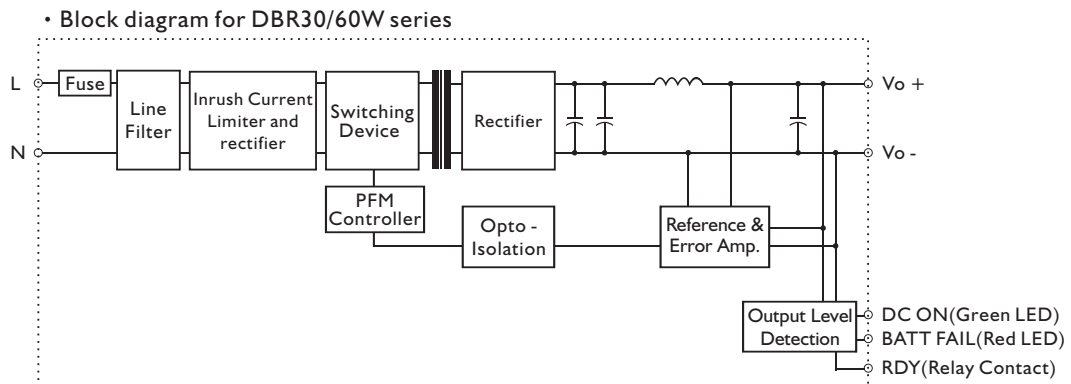 • Block diagram for DBR30/60W series
L
Fuse
Line
Filter
Inrush Current
Limiter and
rectifier
Switching
Device
Rectifier
Vo +
N
Vo -
PFM
Controller
Opto -
Isolation
Reference &
Error Amp.
Output Level
Detection
DC ON(Green LED)
BATT FAIL(Red LED)
RDY(Relay Contact)